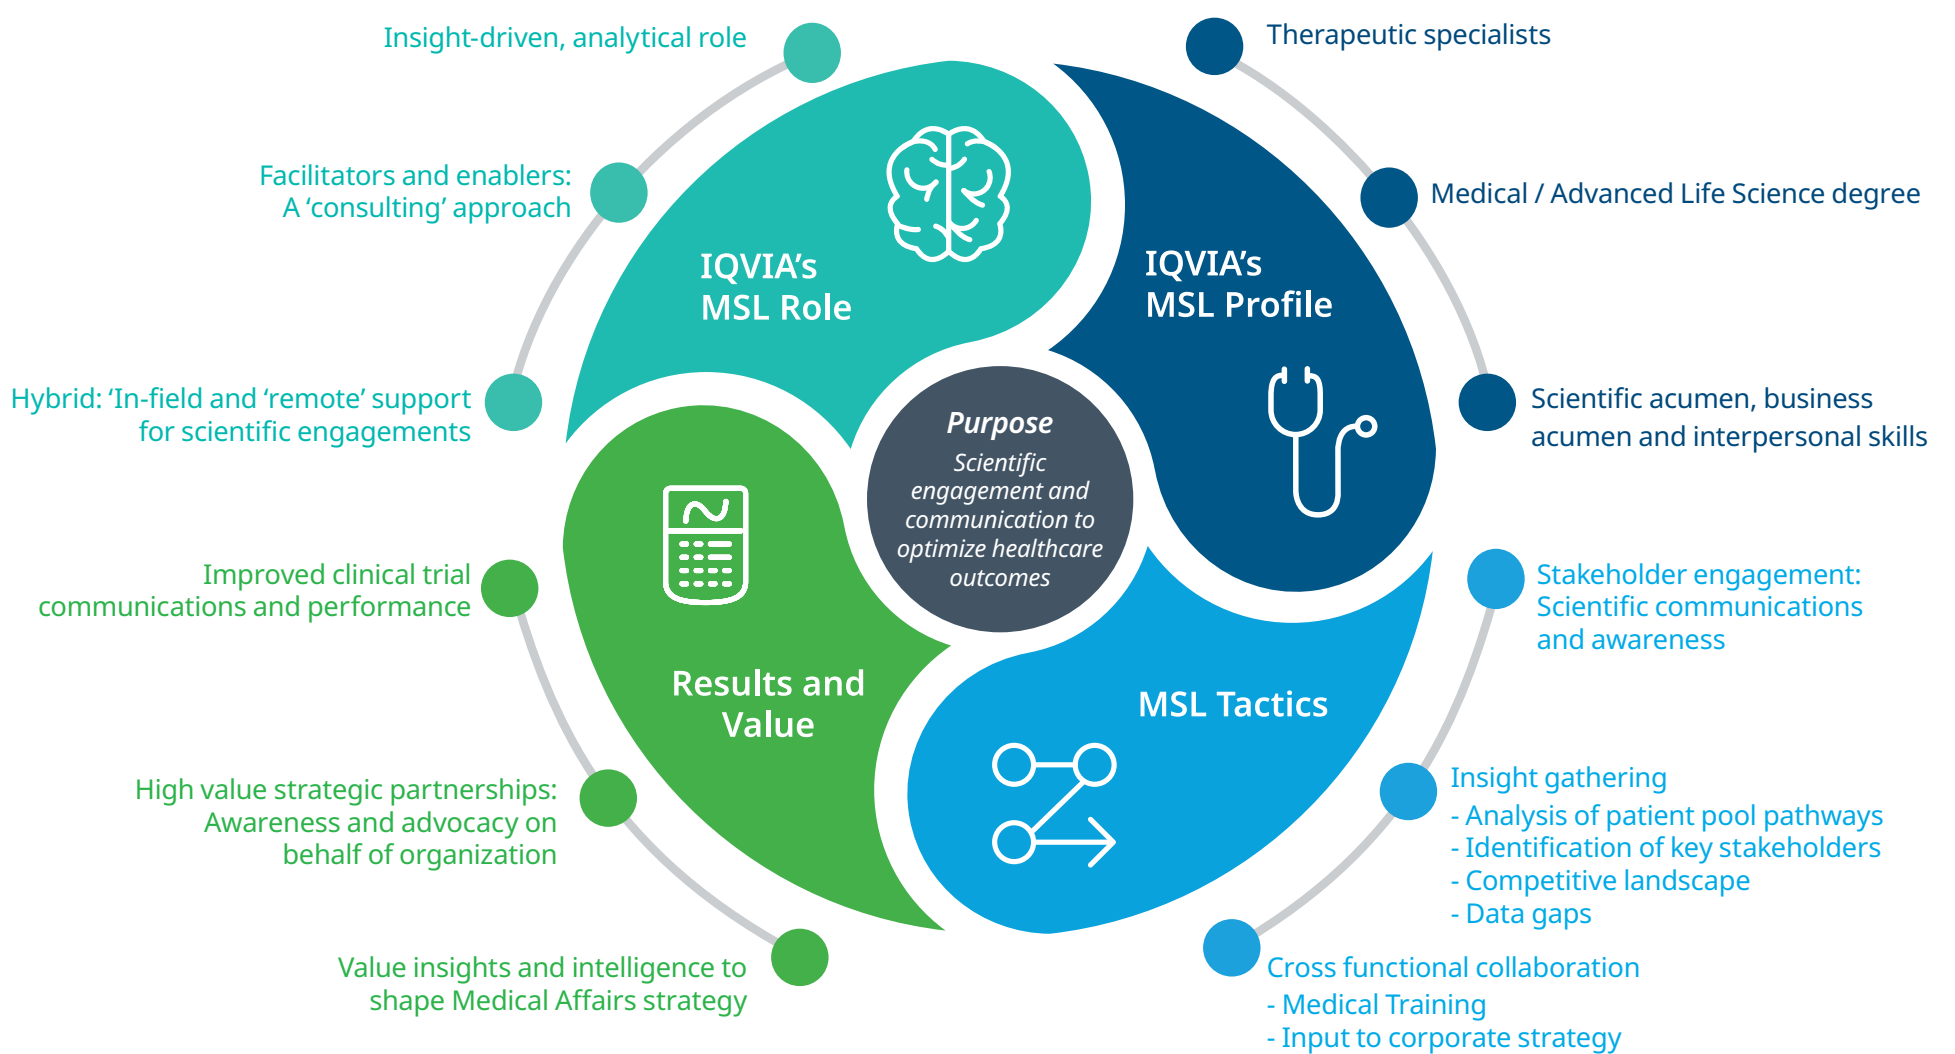 Insight-driven, analytical role
Facilitators and enablers:
A ‘consulting’ approach
Hybrid: ‘In-field and ‘remote’ support
for scientific engagements
IQVIA’s
MSL Role
Therapeutic specialists
Medical / Advanced Life Science degree
Scientific acumen, business
acumen and interpersonal skills
IQVIA’s
MSL Profile
Purpose
Scientific
engagement and
communication to
optimize healthcare
outcomes
Improved clinical trial
communications and performance
High value strategic partnerships:
Awareness and advocacy on
behalf of organization
Value insights and intelligence to
shape Medical Affairs strategy
Results and
Value
MSL Tactics
Stakeholder engagement:
Scientific communications
and awareness
Insight gathering
- Analysis of patient pool pathways
- Identification of key stakeholders
- Competitive landscape
- Data gaps
Cross functional collaboration
- Medical Training
- Input to corporate strategy